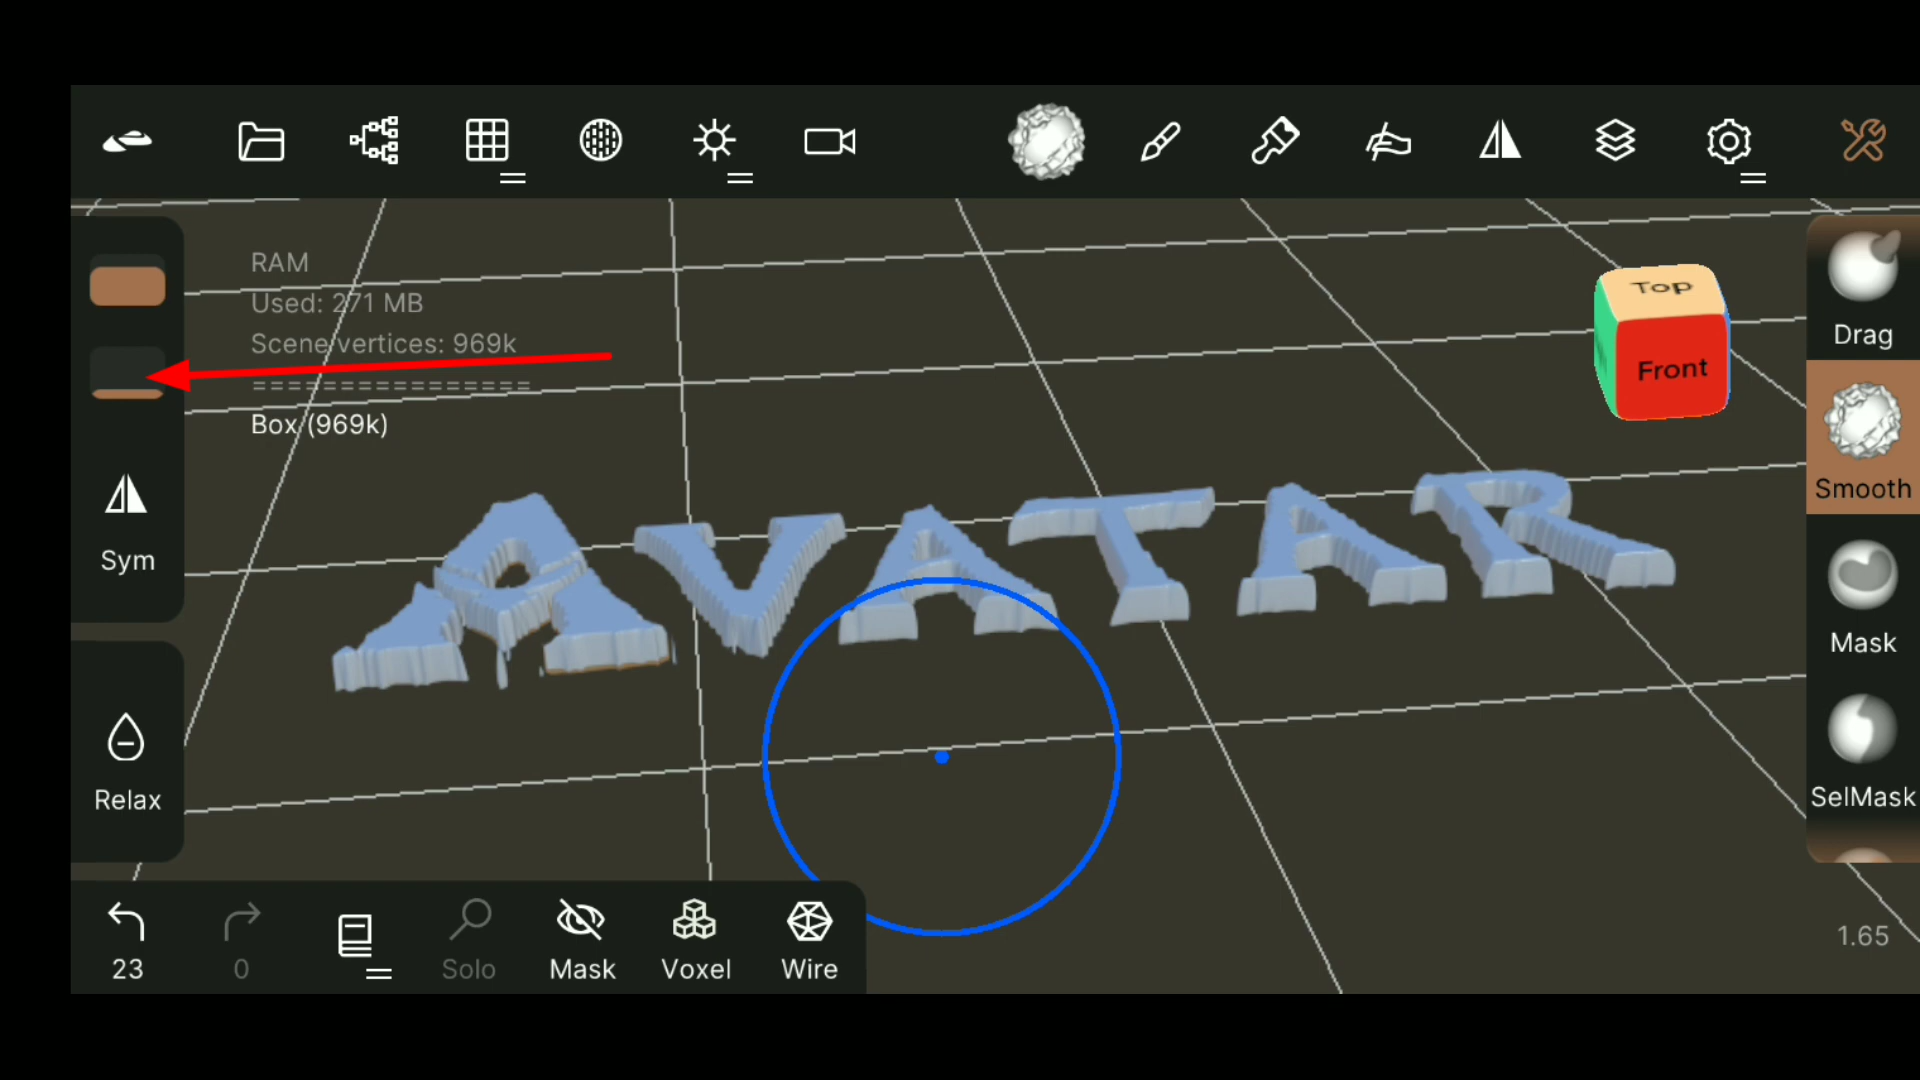 RAM
Used: 271 MB
Scene vertices: 969k
================
Box (969k)
Top
Front
Drag
Smooth
Mask
SelMask
Sym
Relax
AVATAR
1.65
23
0
Solo
Mask
Voxel
Wire